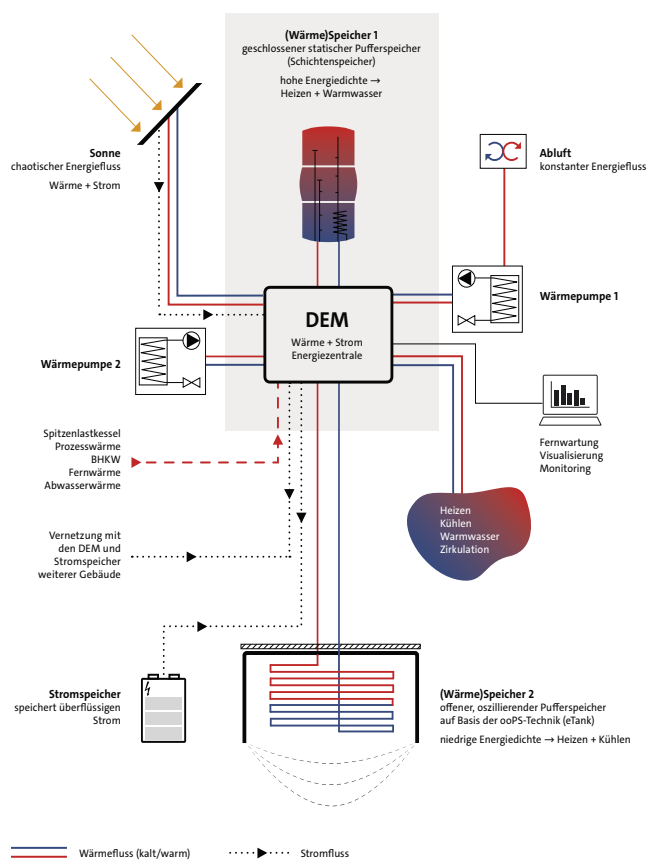 (Wärme)Speicher 1
geschlossener statischer Pufferspeicher
(Schichtenspeicher)
hohe Energiedichte →
Heizen + Warmwasser
Sonne
chaotischer Energiefluss
Wärme + Strom
Abluft
konstanter Energiefluss
Wärmepumpe 1
DEM
Wärme + Strom
Energiezentrale
Wärmepumpe 2
Spitzenlastkessel
Prozesswärme
BHKW
Fernwärme
Abwasserwärme
Fernwartung
Visualisierung
Monitoring
Heizen
Kühlen
Warmwasser
Zirkulation
Vernetzung mit
den DEM und
Stromspeicher
weiterer Gebäude
Stromspeicher
speichert überflüssigen
Strom
(Wärme)Speicher 2
offener, oszillierender Pufferspeicher
auf Basis der ooPS-Technik (eTank)
niedrige Energiedichte → Heizen + Kühlen
Wärmefluss (kalt/warm)
Stromfluss